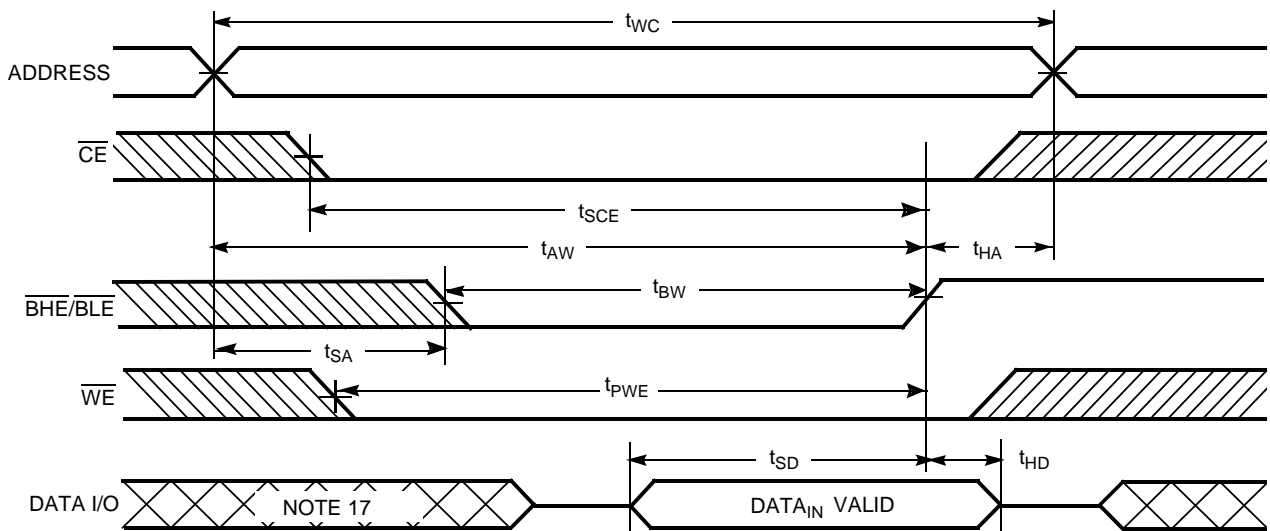 tWC
ADDRESS
CE
tSCE
tAW
tHA
BHE/BLE
tBW
tSA
WE
tPWE
tSD
tHD
DATA I/O
NOTE 17
DATAIN VALID